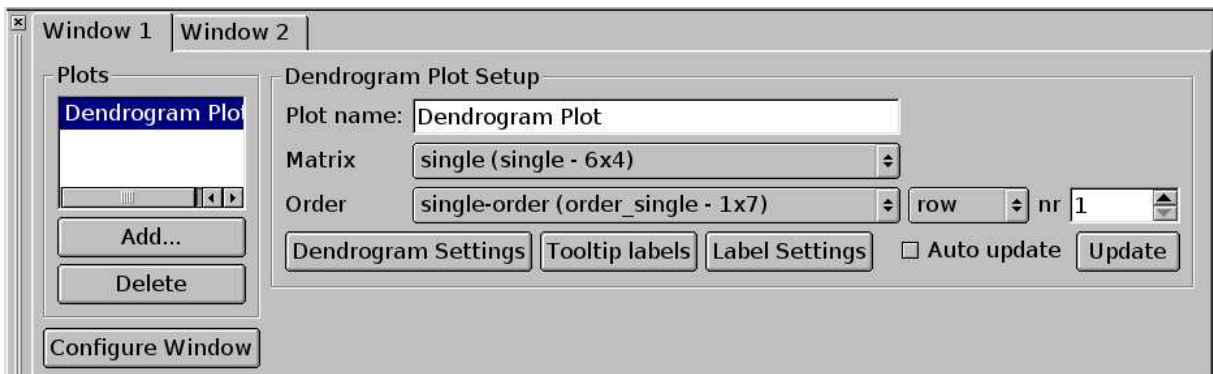 Window 1 Window 2
Plots
Dendrogram Plot
Add...
Delete
Configure Window
Dendrogram Plot Setup
Plot name: Dendrogram Plot
Matrix single (single - 6x4)
Order single-order (order_single - 1x7) row nr 1
Dendrogram Settings Tooltip labels Label Settings Auto update Update